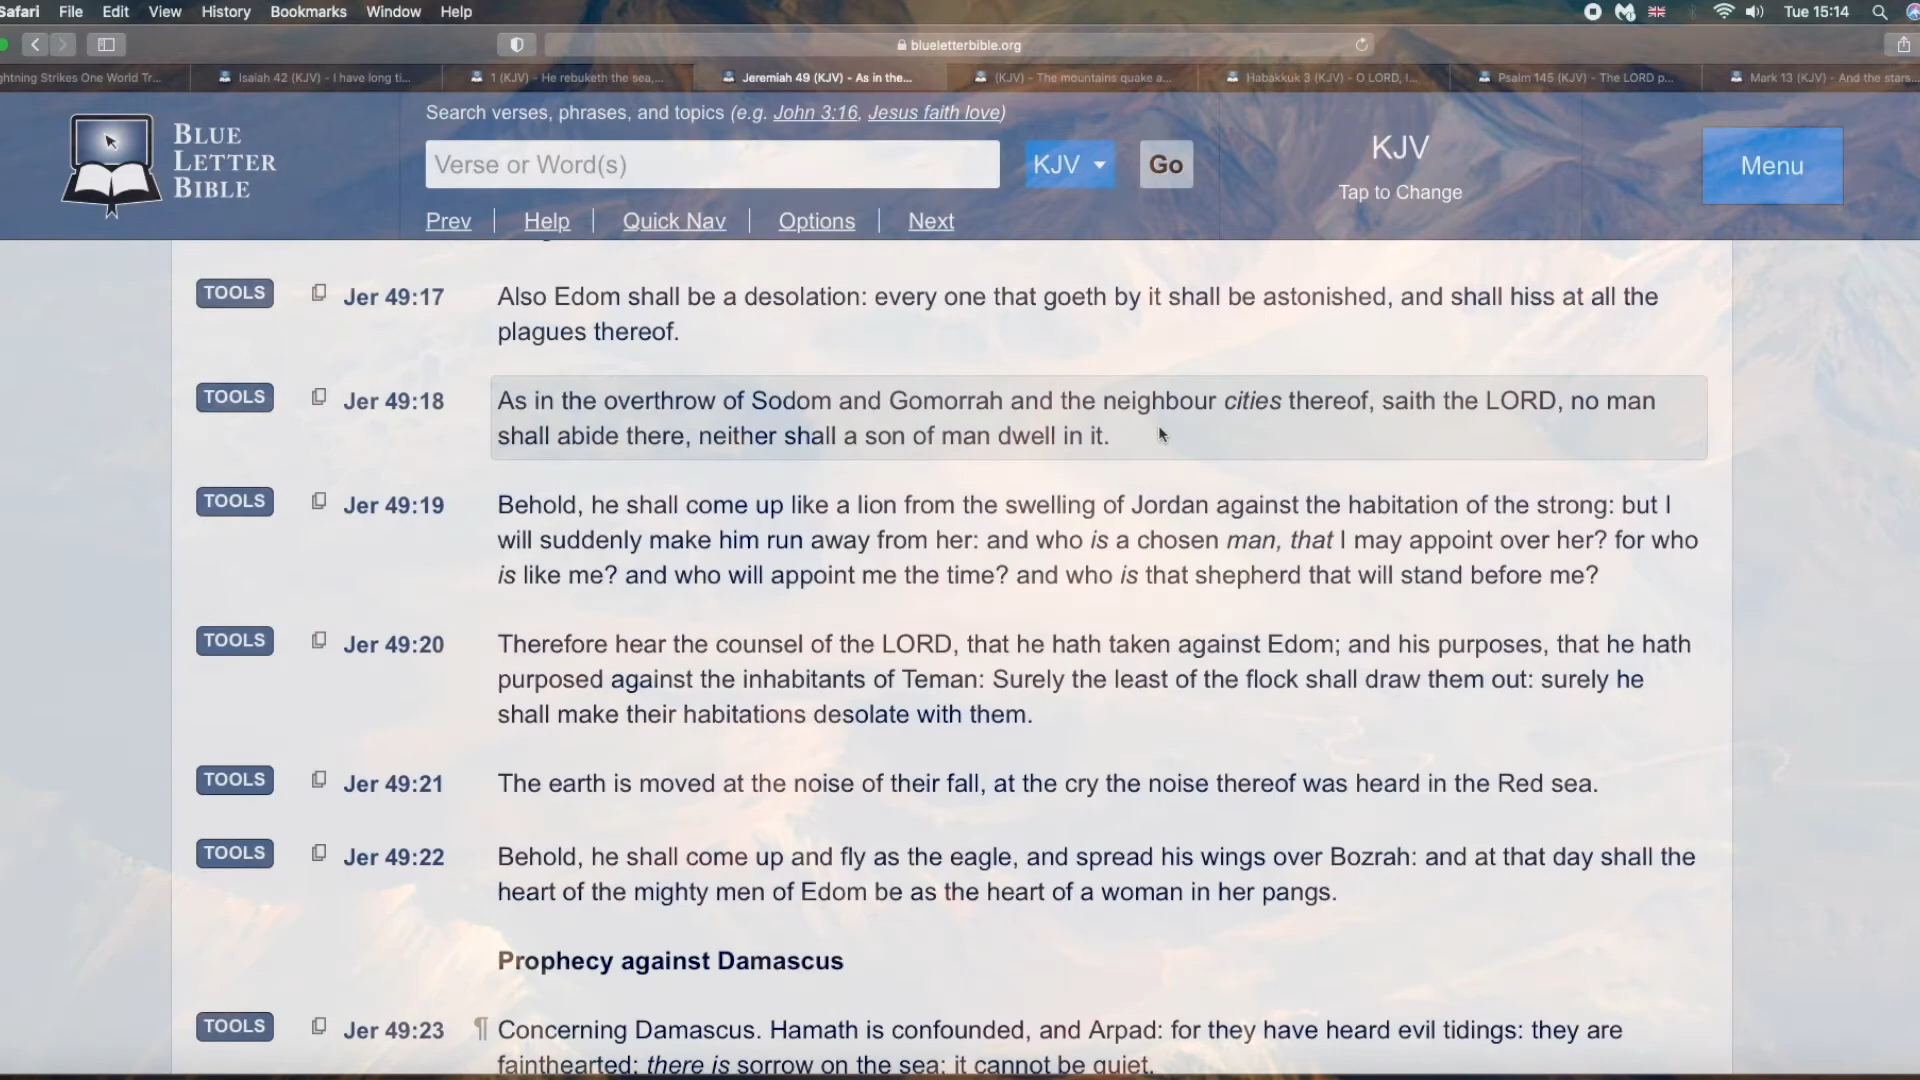 Safari File Edit View History Bookmarks Window Help Tue 15:14
blueletterbible.org
ghtning Strikes One World Tr... Isaiah 42 (KJV) - I have long ti... 1 (KJV) - He rebuketh the sea,... Jeremiah 49 (KJV) - As in the... (KJV) - The mountains quake a... Habakkuk 3 (KJV) - O LORD, I... Psalm 145 (KJV) - The LORD p... Mark 13 (KJV) - And the stars...
Search verses, phrases, and topics (e.g. John 3:16, Jesus faith love)
BLUE
LETTER
BIBLE
Verse or Word(s) KJV Go
KJV
Tap to Change
Menu
Prev | Help | Quick Nav | Options | Next
TOOLS Jer 49:17 Also Edom shall be a desolation: every one that goeth by it shall be astonished, and shall hiss at all the
plagues thereof.
TOOLS Jer 49:18 As in the overthrow of Sodom and Gomorrah and the neighbour cities thereof, saith the LORD, no man
shall abide there, neither shall a son of man dwell in it.
TOOLS Jer 49:19 Behold, he shall come up like a lion from the swelling of Jordan against the habitation of the strong: but I
will suddenly make him run away from her: and who is a chosen man, that I may appoint over her? for who
is like me? and who will appoint me the time? and who is that shepherd that will stand before me?
TOOLS Jer 49:20 Therefore hear the counsel of the LORD, that he hath taken against Edom; and his purposes, that he hath
purposed against the inhabitants of Teman: Surely the least of the flock shall draw them out: surely he
shall make their habitations desolate with them.
TOOLS Jer 49:21 The earth is moved at the noise of their fall, at the cry the noise thereof was heard in the Red sea.
TOOLS Jer 49:22 Behold, he shall come up and fly as the eagle, and spread his wings over Bozrah: and at that day shall the
heart of the mighty men of Edom be as the heart of a woman in her pangs.
Prophecy against Damascus
TOOLS Jer 49:23 ¶ Concerning Damascus. Hamath is confounded, and Arpad: for they have heard evil tidings: they are
fainthearted; there is sorrow on the sea; it cannot be quiet.